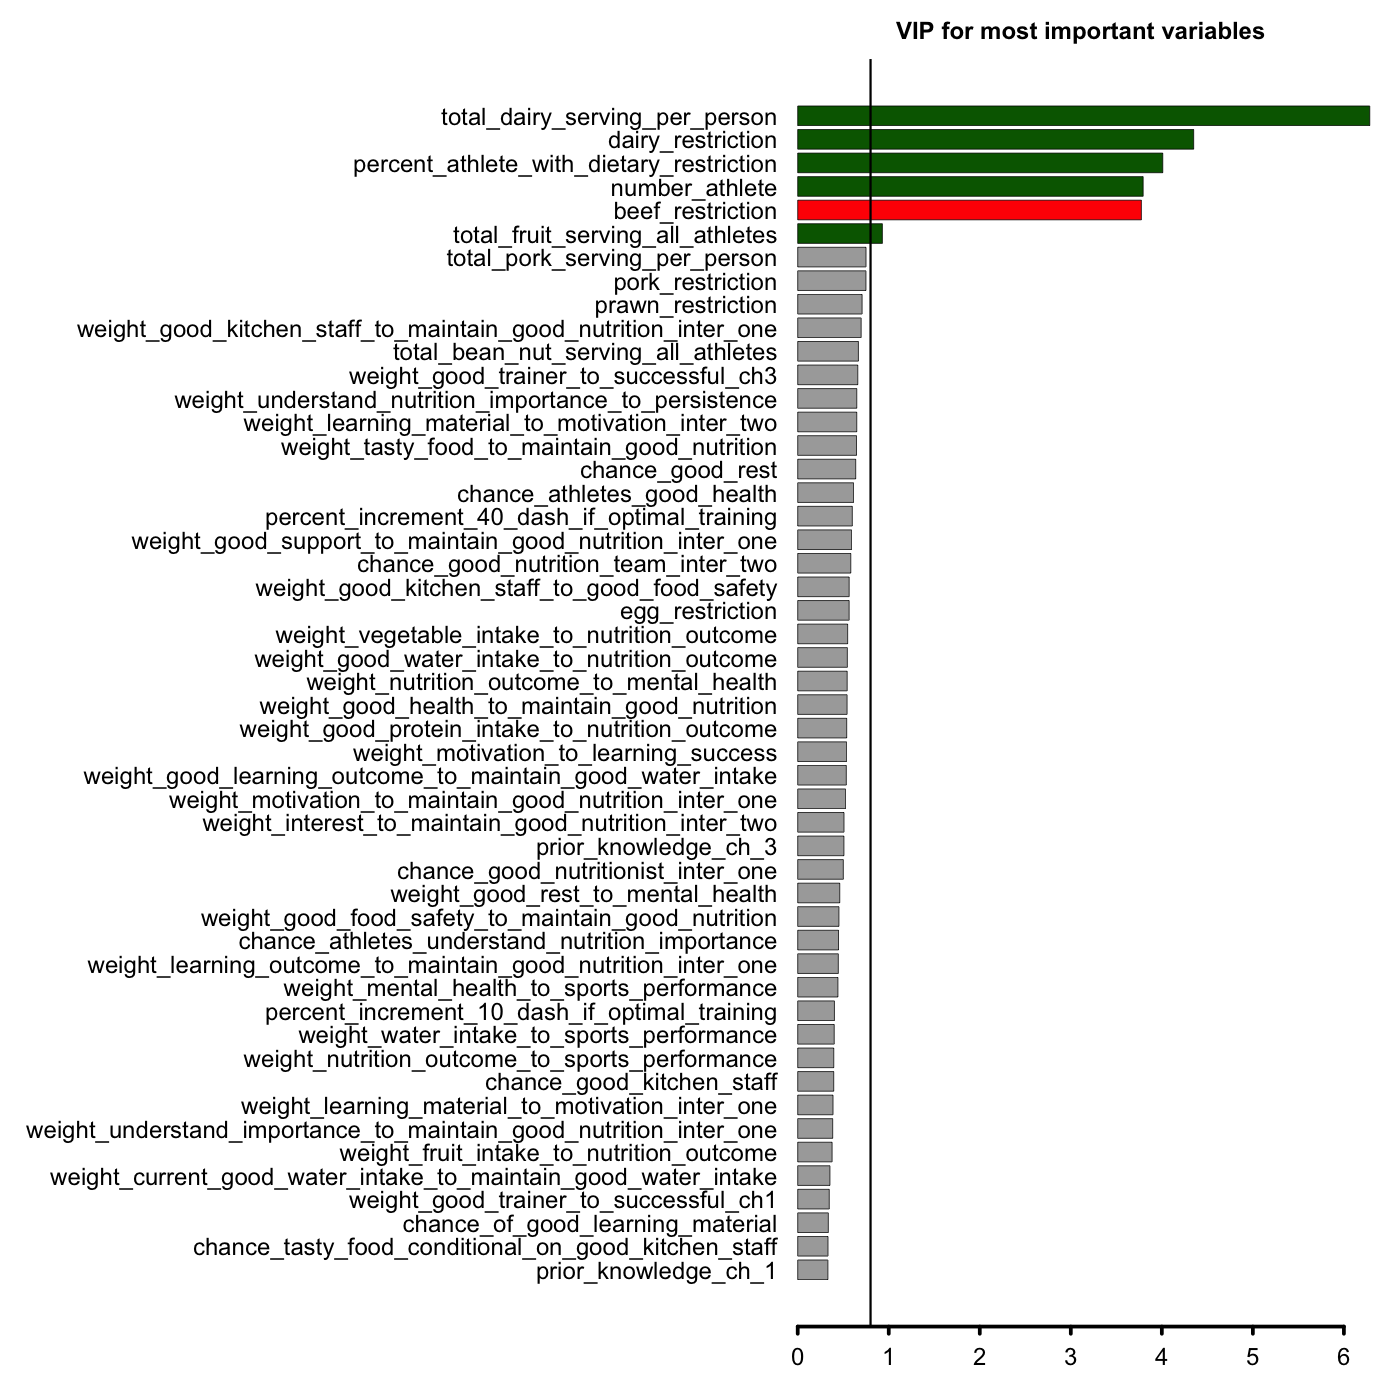 VIP for most important variables
total_dairy_serving_per_person
dairy_restriction
percent_athlete_with_dietary_restriction
number_athlete
beef_restriction
total_fruit_serving_all_athletes
total_pork_serving_per_person
pork_restriction
prawn_restriction
weight_good_kitchen_staff_to_maintain_good_nutrition_inter_one
total_bean_nut_serving_all_athletes
weight_good_trainer_to_successful_ch3
weight_understand_nutrition_importance_to_persistence
weight_learning_material_to_motivation_inter_two
weight_tasty_food_to_maintain_good_nutrition
chance_good_rest
chance_athletes_good_health
percent_increment_40_dash_if_optimal_training
weight_good_support_to_maintain_good_nutrition_inter_one
chance_good_nutrition_team_inter_two
weight_good_kitchen_staff_to_good_food_safety
egg_restriction
weight_vegetable_intake_to_nutrition_outcome
weight_good_water_intake_to_nutrition_outcome
weight_nutrition_outcome_to_mental_health
weight_good_health_to_maintain_good_nutrition
weight_good_protein_intake_to_nutrition_outcome
weight_motivation_to_learning_success
weight_good_learning_outcome_to_maintain_good_water_intake
weight_motivation_to_maintain_good_nutrition_inter_one
weight_interest_to_maintain_good_nutrition_inter_two
prior_knowledge_ch_3
chance_good_nutritionist_inter_one
weight_good_rest_to_mental_health
weight_good_food_safety_to_maintain_good_nutrition
chance_athletes_understand_nutrition_importance
weight_learning_outcome_to_maintain_good_nutrition_inter_one
weight_mental_health_to_sports_performance
percent_increment_10_dash_if_optimal_training
weight_water_intake_to_sports_performance
weight_nutrition_outcome_to_sports_performance
chance_good_kitchen_staff
weight_learning_material_to_motivation_inter_one
weight_understand_importance_to_maintain_good_nutrition_inter_one
weight_fruit_intake_to_nutrition_outcome
weight_current_good_water_intake_to_maintain_good_water_intake
weight_good_trainer_to_successful_ch1
chance_of_good_learning_material
chance_tasty_food_conditional_on_good_kitchen_staff
prior_knowledge_ch_1
0 1 2 3 4 5 6